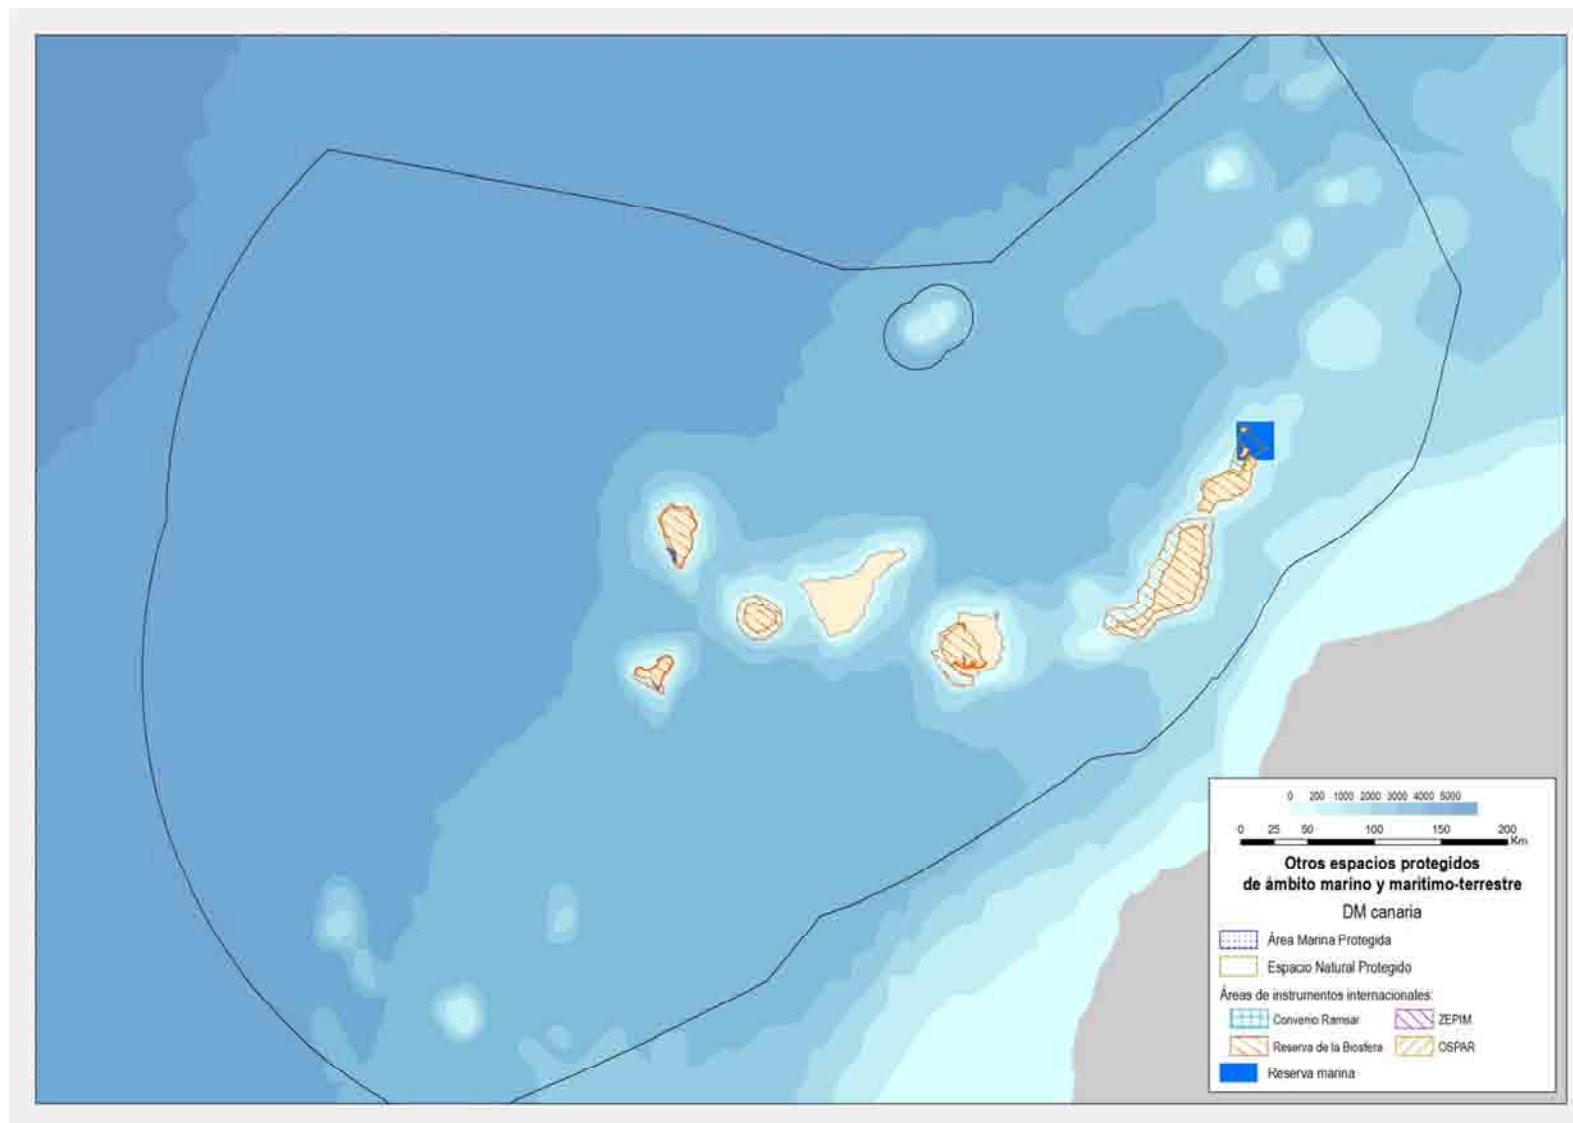 0 200 1000 2000 3000 4000 5000
0 25 50 100 150 200
Km
Otros espacios protegidos
de ámbito marino y marítimo-terrestre
DM canaria
Área Marina Protegida
Espacio Natural Protegido
Áreas de instrumentos internacionales:
Convenio Ramsar ZEPIM
Reserva de la Biosfera OSPAR
Reserva marina